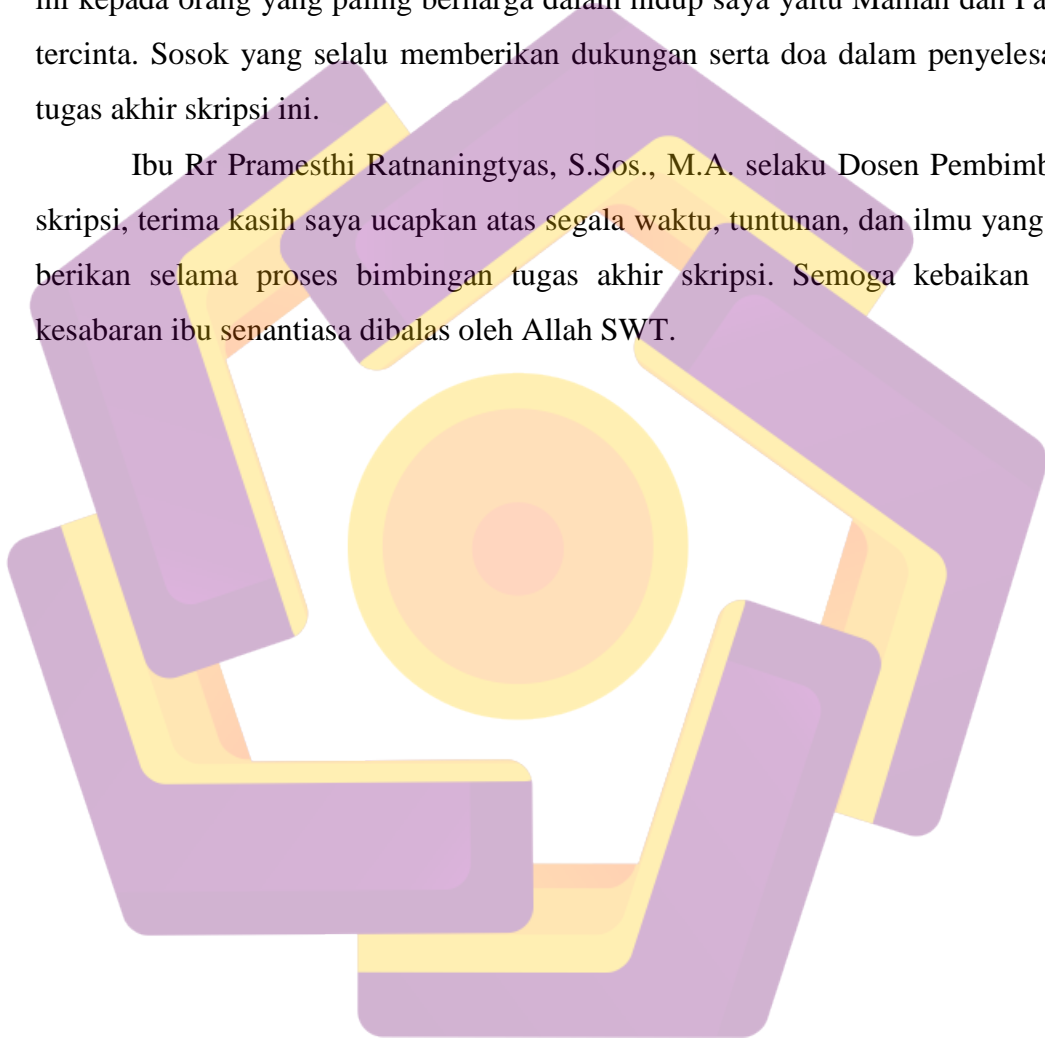 ini kepada orang yang paling berharga dalam hidup saya yaitu Mamah dan
tercinta. Sosok yang selalu memberikan dukungan serta doa dalam
tugas akhir skripsi ini.
Ibu Rr Pramesthi Ratnaningtyas, S.Sos., M.A. selaku Dosen
skripsi, terima kasih saya ucapkan atas segala waktu, tuntunan, dan ilmu yang
berikan selama proses bimbingan tugas akhir skripsi. Semoga kebaikan
kesabaran ibu senantiasa dibalas oleh Allah SWT.